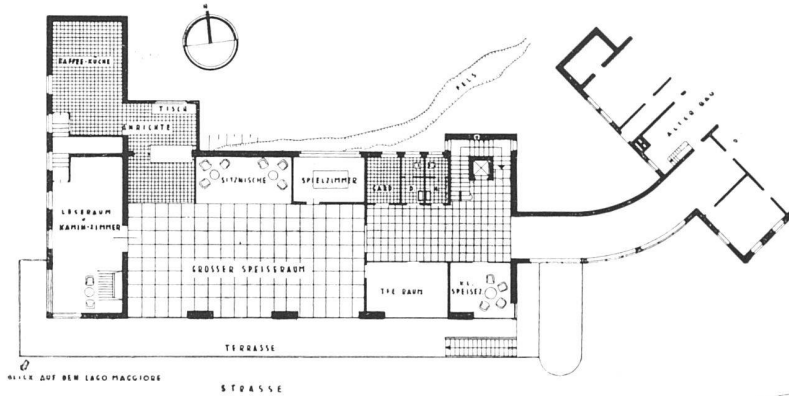 N
KAFFEE-KÜCHE
TISCH
ANRICHTE
FELS
ALTER BAU
SITZNISCHE
SPIELZIMMER
GARD
D
H
LESERAUM
KAMIN-ZIMMER
GROSSER SPEISERAUM
TEE RAUM
KL.
SPEISEZ
TERRASSE
BLICK AUF DEN LAGO MAGGIORE
STRASSE